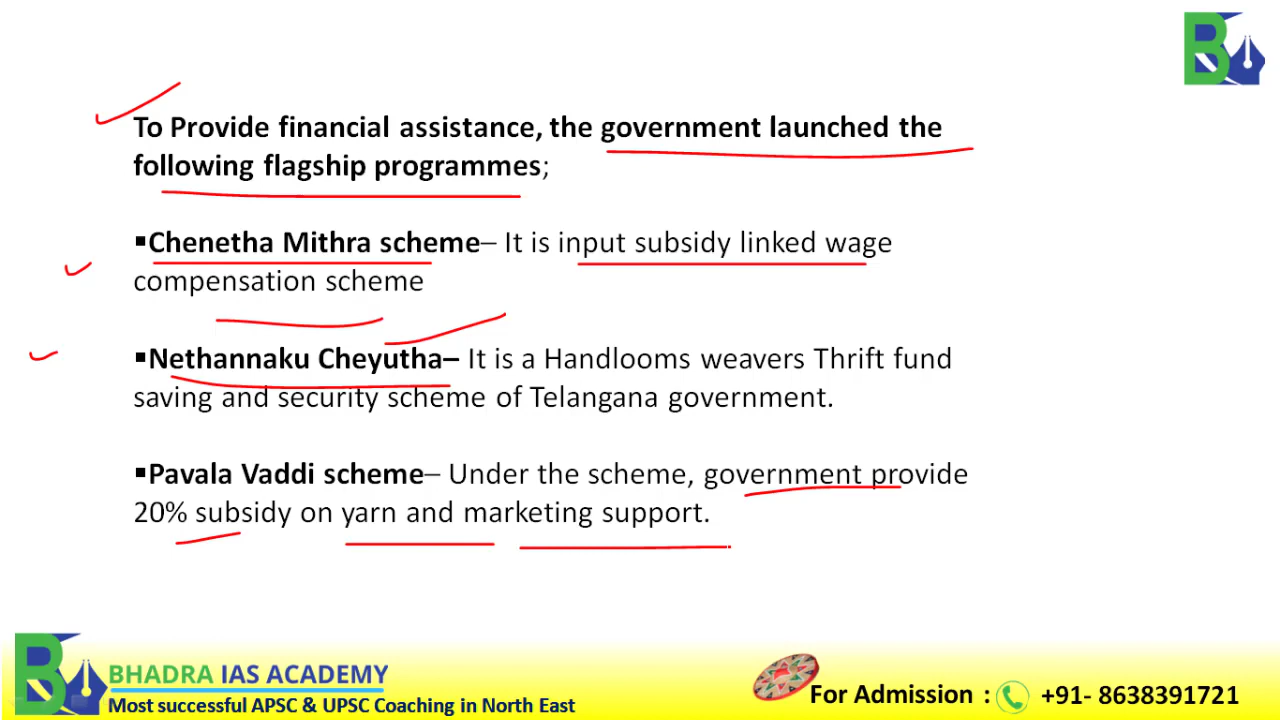 To Provide financial assistance, the government launched the
following flagship programmes;
▪Chenetha Mithra scheme– It is input subsidy linked wage
compensation scheme
▪Nethannaku Cheyutha– It is a Handlooms weavers Thrift fund
saving and security scheme of Telangana government.
▪Pavala Vaddi scheme– Under the scheme, government provide
20% subsidy on yarn and marketing support.
BHADRA IAS ACADEMY
Most successful APSC & UPSC Coaching in North East
For Admission : +91- 8638391721